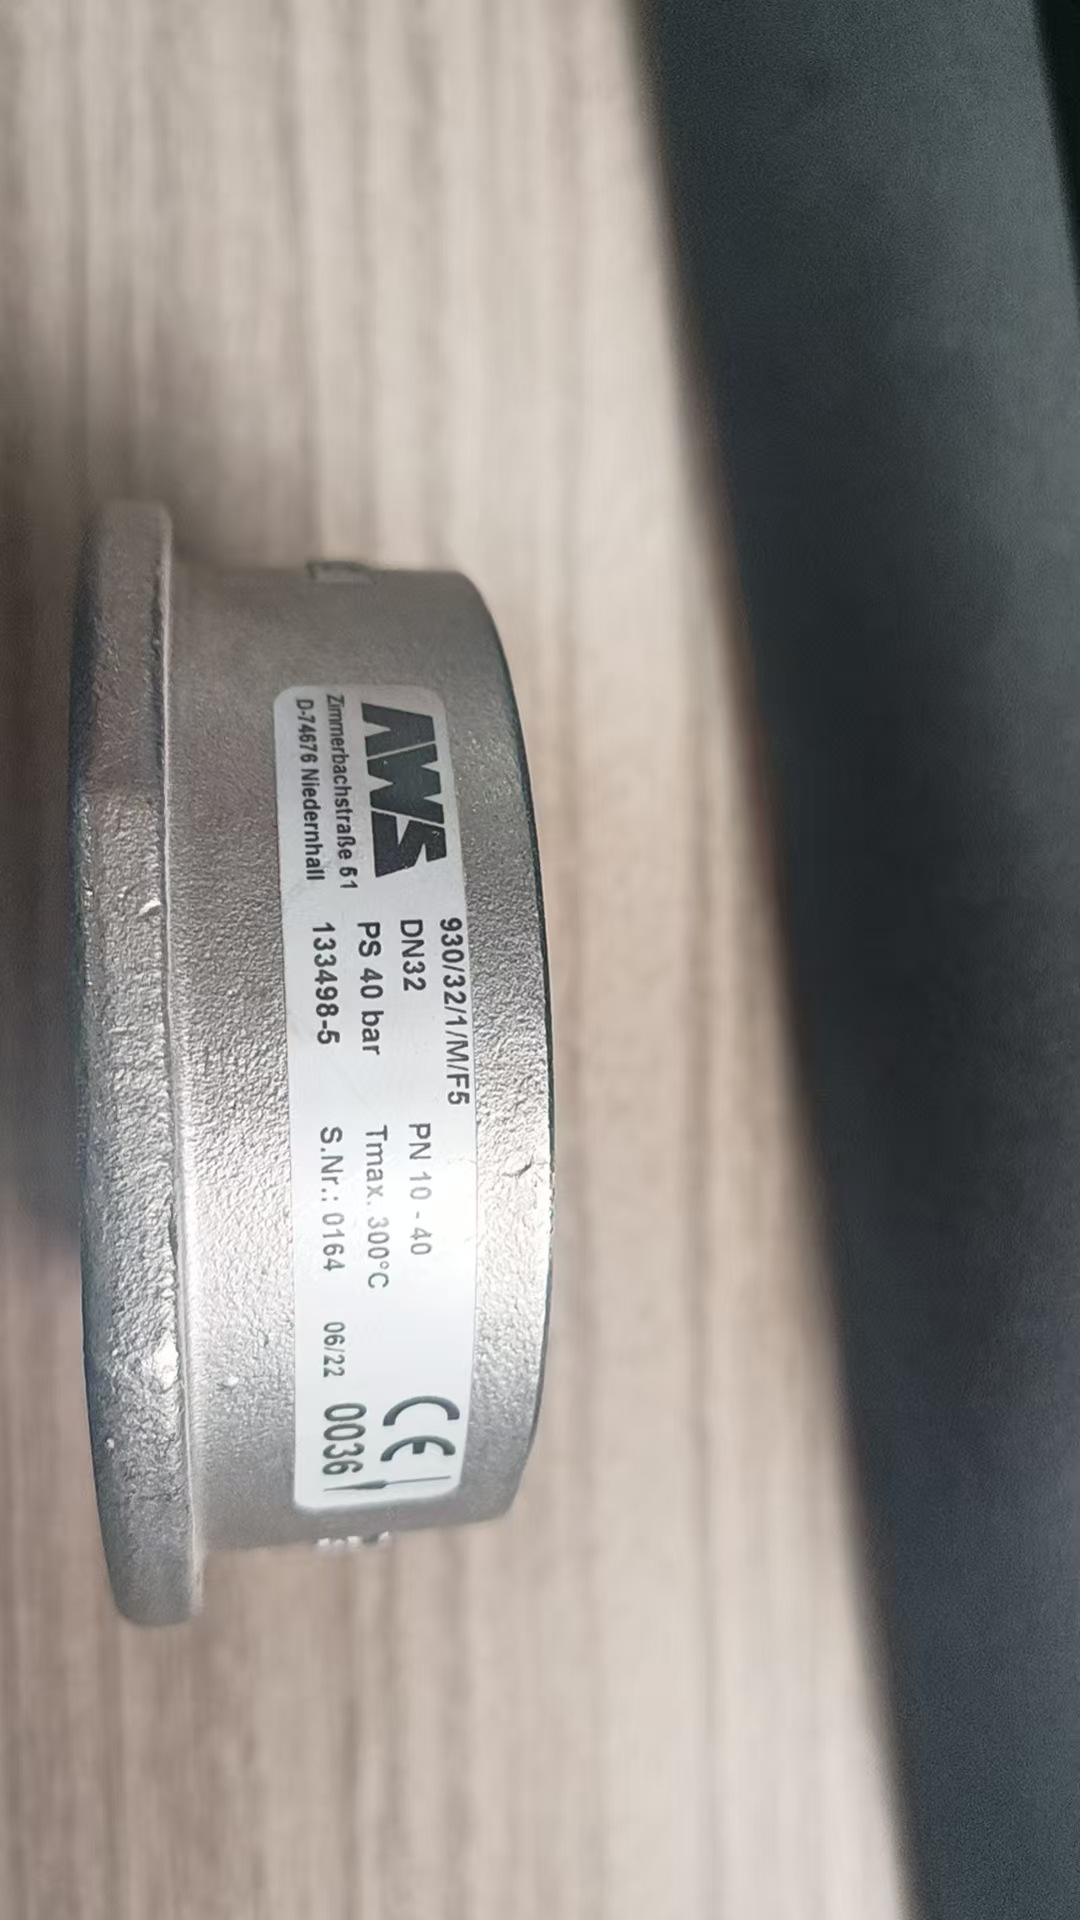 AWS
Zimmerbachstraße 51
D-74676 Niedernhall
930/32/1/M/F5
DN32 PN 10 - 40
PS 40 bar Tmax. 300°C
133498-5 S.Nr.: 0164 06/22
CE
0036